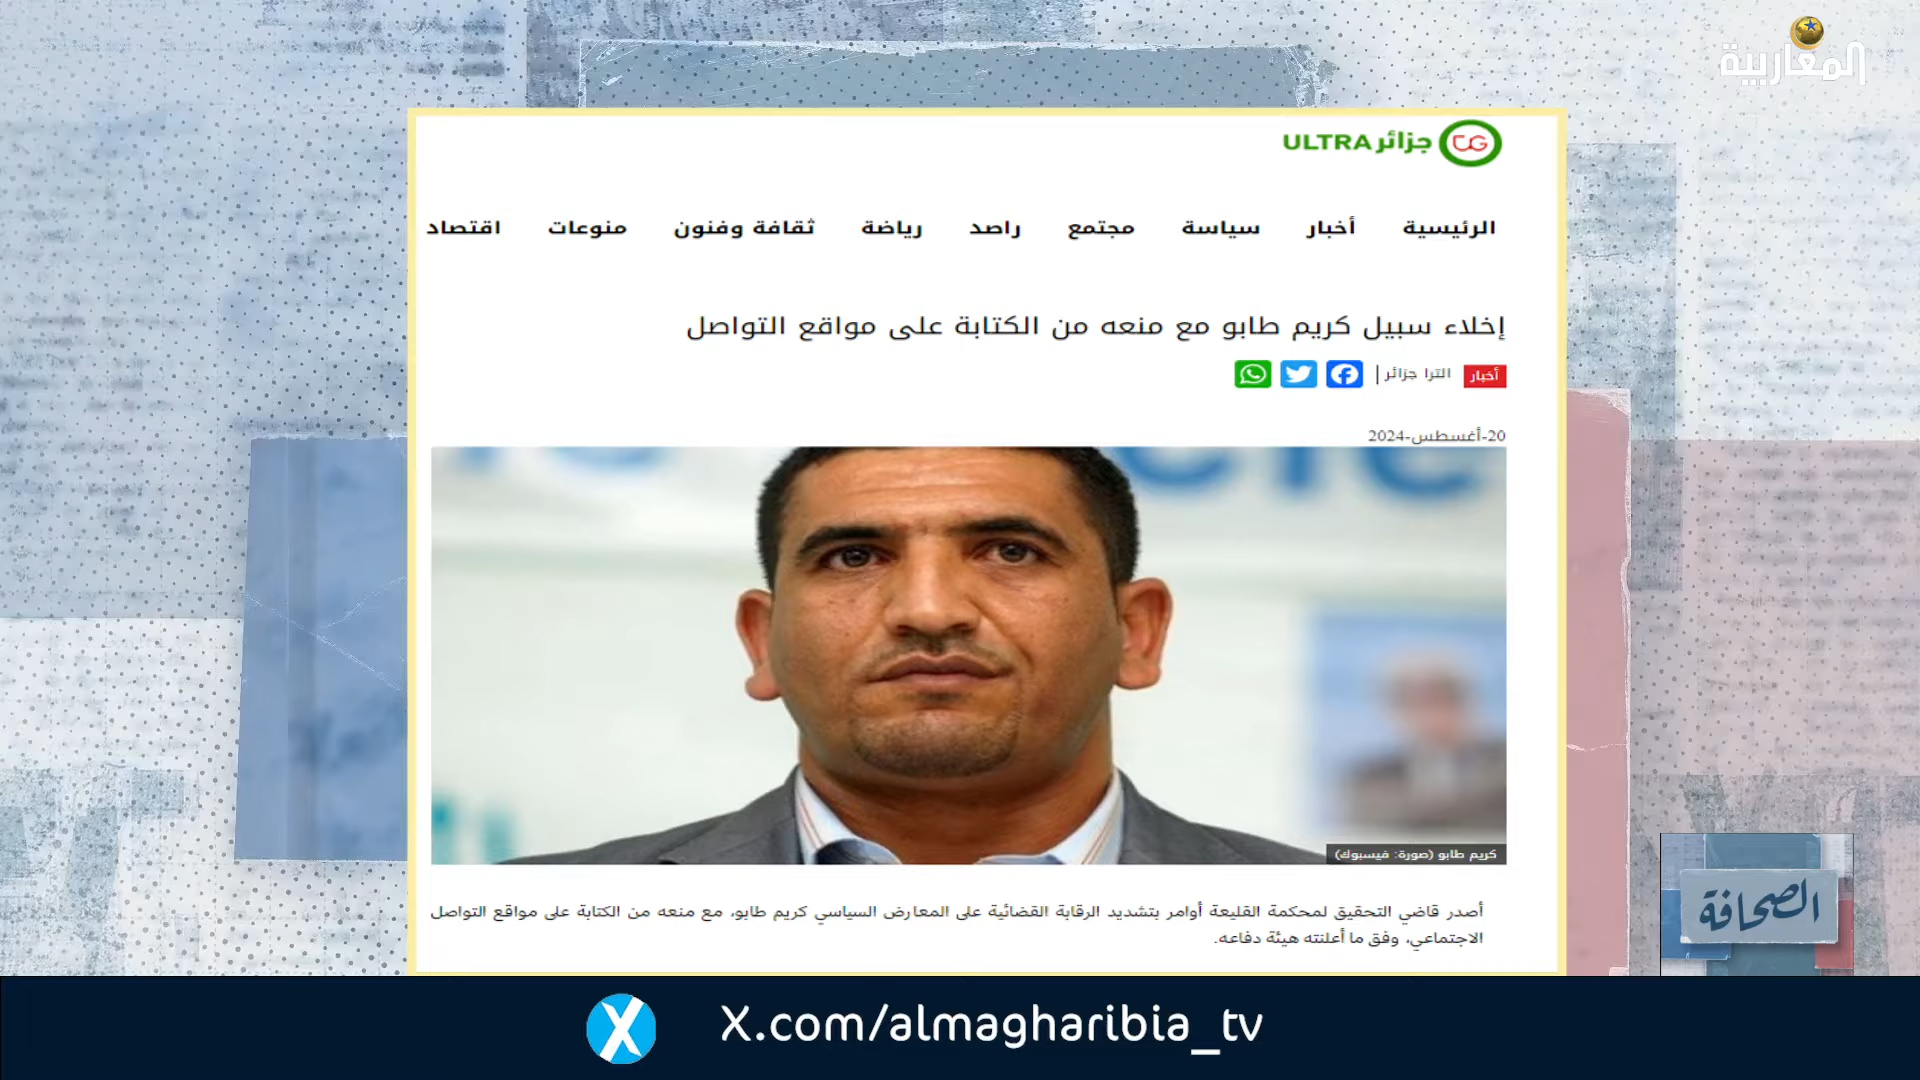 المغاربية
جزائر ULTRA
الرئيسية أخبار سياسة مجتمع راصد رياضة ثقافة وفنون منوعات اقتصاد
إخلاء سبيل كريم طابو مع منعه من الكتابة على مواقع التواصل
أخبار الترا جزائر |
20-أغسطس-2024
كريم طابو (صورة: فيسبوك)
أصدر قاضي التحقيق لمحكمة القليعة أوامر بتشديد الرقابة القضائية على المعارض السياسي كريم طابو، مع منعه من الكتابة على مواقع التواصل
الاجتماعي، وفق ما أعلنته هيئة دفاعه.
الصحافة
X.com/almagharibia_tv